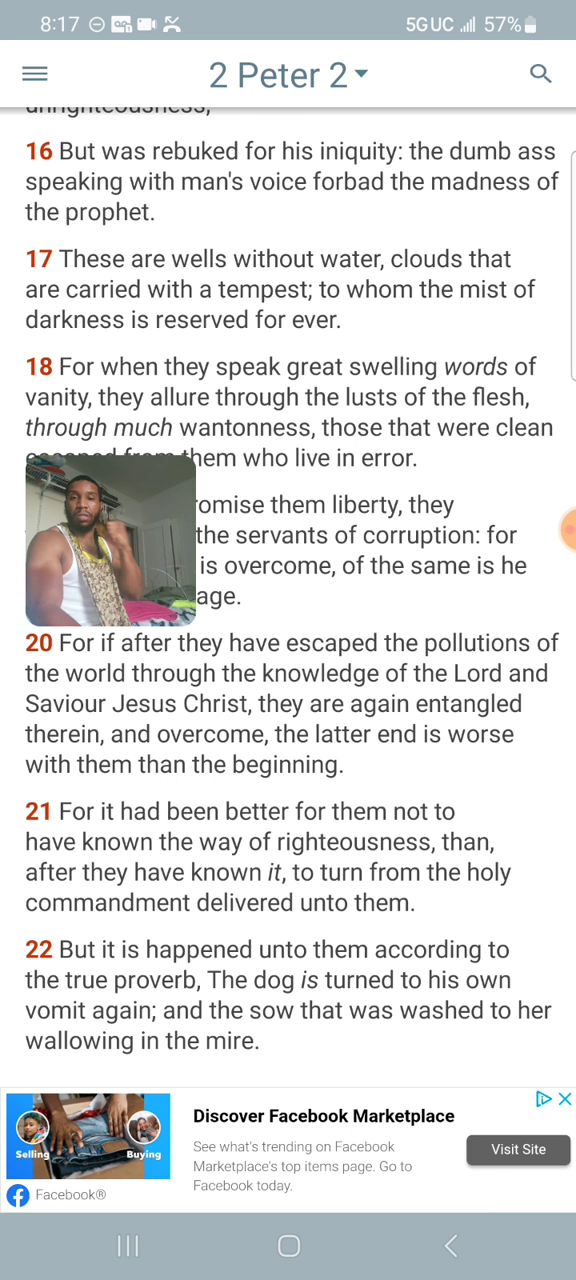 8:17
5G UC 57%
2 Peter 2
unrighteousness,
16 But was rebuked for his iniquity: the dumb ass
speaking with man's voice forbad the madness of
the prophet.
17 These are wells without water, clouds that
are carried with a tempest; to whom the mist of
darkness is reserved for ever.
18 For when they speak great swelling words of
vanity, they allure through the lusts of the flesh,
through much wantonness, those that were clean
escaped from them who live in error.
romise them liberty, they
the servants of corruption: for
is overcome, of the same is he
age.
20 For if after they have escaped the pollutions of
the world through the knowledge of the Lord and
Saviour Jesus Christ, they are again entangled
therein, and overcome, the latter end is worse
with them than the beginning.
21 For it had been better for them not to
have known the way of righteousness, than,
after they have known it, to turn from the holy
commandment delivered unto them.
22 But it is happened unto them according to
the true proverb, The dog is turned to his own
vomit again; and the sow that was washed to her
wallowing in the mire.
Selling
Buying
Facebook®
Discover Facebook Marketplace
See what's trending on Facebook
Marketplace's top items page. Go to
Facebook today.
Visit Site